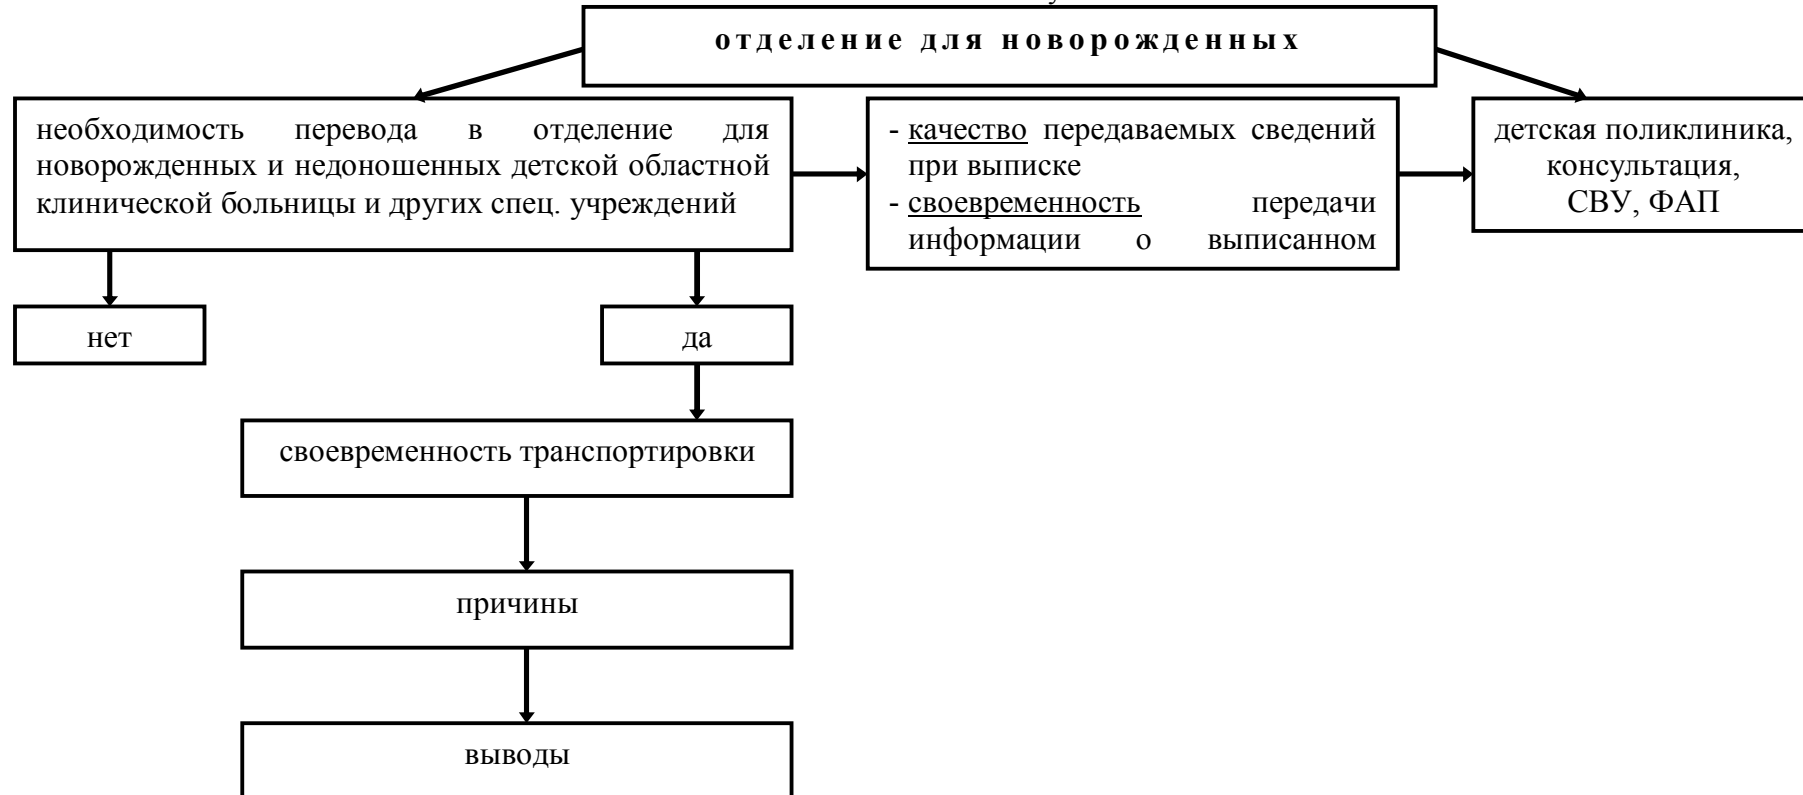 отделение для новорожденных
необходимость перевода в отделение для
новорожденных и недоношенных детской областной
клинической больницы и других спец. учреждений
- качество передаваемых сведений
при выписке
- своевременность передачи
информации о выписанном
детская поликлиника,
консультация,
СВУ, ФАП
нет
да
своевременность транспортировки
причины
выводы